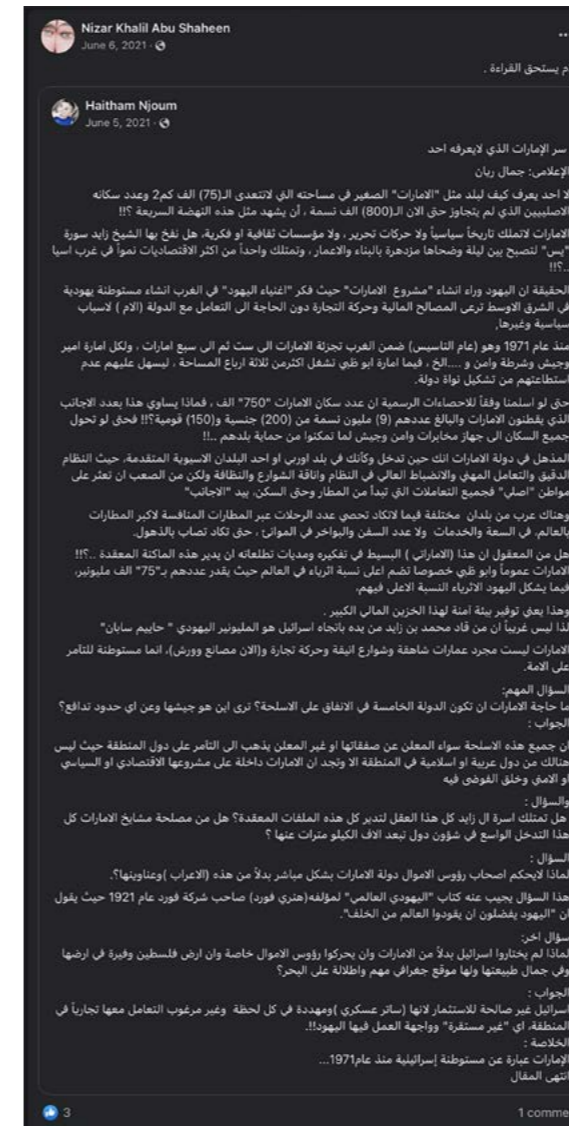 Nizar Khalil Abu Shaheen
June 6, 2021 ·
م يستحق القراءة .
Haitham Njoum
June 5, 2021 ·
سر الإمارات الذي لايعرفه احد
الإعلامي: جمال ريان
لا احد يعرف كيف لبلد مثل "الامارات" الصغير في مساحته التي لاتتعدى الـ(75) الف كم2 وعدد سكانه
الاصليين الذي لم يتجاوز حتى الان الـ(800) الف نسمة ، أن يشهد مثل هذه النهضة السريعة ؟!!
الامارات لاتملك تاريخاً سياسياً ولا حركات تحرير ، ولا مؤسسات ثقافية او فكرية، هل نفخ بها الشيخ زايد سورة
"يس" لتصبح بين ليلة وضحاها مزدهرة بالبناء والاعمار ، وتمتلك واحداً من اكثر الاقتصاديات نمواً في غرب اسيا
..؟!!
الحقيقة ان اليهود وراء انشاء "مشروع الامارات" حيث فكر "اغنياء اليهود" في الغرب انشاء مستوطنة يهودية
في الشرق الاوسط ترعى المصالح المالية وحركة التجارة دون الحاجة الى التعامل مع الدولة (الام ) لاسباب
سياسية وغيرها,
منذ عام 1971 وهو (عام التاسيس) ضمن الغرب تجزئة الامارات الى ست ثم الى سبع امارات ، ولكل امارة امير
وجيش وشرطة وامن و ....الخ ، فيما امارة ابو ظبي تشغل اكثرمن ثلاثة ارباع المساحة ، ليسهل عليهم عدم
استطاعتهم من تشكيل نواة دولة.
حتى لو اسلمنا وفقاً للاحصاءات الرسمية ان عدد سكان الامارات "750" الف ، فماذا يساوي هذا بعدد الاجانب
الذي يقطنون الامارات والبالغ عددهم (9) مليون نسمة من (200) جنسية و(150) قومية؟!! فحتى لو تحول
جميع السكان الى جهاز مخابرات وامن وجيش لما تمكنوا من حماية بلدهم ..!!
المذهل في دولة الامارات انك حين تدخل وكأنك في بلد اوربي او احد البلدان الاسيوية المتقدمة، حيث النظام
الدقيق والتعامل المهني والانضباط العالي في النظام واناقة الشوارع والنظافة ولكن من الصعب ان تعثر على
مواطن "اصلي" فجميع التعاملات التي تبدأ من المطار وحتى السكن، بيد "الاجانب"
وهناك عرب من بلدان مختلفة فيما لاتكاد تحصي عدد الرحلات عبر المطارات المنافسة لاكبر المطارات
بالعالم، في السعة والخدمات ولا عدد السفن والبواخر في الموانئ ، حتى تكاد تصاب بالذهول.
هل من المعقول ان هذا (الاماراتي ) البسيط في تفكيره ومديات تطلعاته ان يدير هذه الماكنة المعقدة ..؟!!
الامارات عموماً وابو ظبي خصوصا تضم اعلى نسبة اثرياء في العالم حيث يقدر عددهم بـ"75" الف مليونير،
فيما يشكل اليهود الاثرياء النسبة الاعلى فيهم،
وهذا يعني توفير بيئة امنة لهذا الخزين المالي الكبير .
لذا ليس غريباً ان من قاد محمد بن زايد من يده باتجاه اسرائيل هو المليونير اليهودي " حاييم سابان"
الامارات ليست مجرد عمارات شاهقة وشوارع انيقة وحركة تجارة و(الان مصانع وورش)، انما مستوطنة للتامر
على الامة.
السؤال المهم:
ما حاجة الامارات ان تكون الدولة الخامسة في الانفاق على الاسلحة؟ ترى اين هو جيشها وعن اي حدود تدافع؟
الجواب :
ان جميع هذه الاسلحة سواء المعلن عن صفقاتها او غير المعلن يذهب الى التامر على دول المنطقة حيث ليس
هنالك من دول عربية او اسلامية في المنطقة الا وتجد ان الامارات داخلة على مشروعها الاقتصادي او السياسي
او الامني وخلق الفوضى فيه
والسؤال :
هل تمتلك اسرة ال زايد كل هذا العقل لتدير كل هذه الملفات المعقدة؟ هل من مصلحة مشايخ الامارات كل
هذا التدخل الواسع في شؤون دول تبعد الاف الكيلو مترات عنها ؟
السؤال :
لماذا لايحكم اصحاب رؤوس الاموال دولة الامارات بشكل مباشر بدلاً من هذه (الاعراب )وعناوينها؟.
هذا السؤال يجيب عنه كتاب "اليهودي العالمي" لمؤلفه(هنري فورد) صاحب شركة فورد عام 1921 حيث يقول
ان "اليهود يفضلون ان يقودوا العالم من الخلف".
سؤال اخر:
لماذا لم يختاروا اسرائيل بدلاً من الامارات وان يحركوا رؤوس الاموال خاصة وان ارض فلسطين وفيرة في ارضها
وفي جمال طبيعتها ولها موقع جغرافي مهم واطلالة على البحر؟
الجواب :
اسرائيل غير صالحة للاستثمار لانها (ساتر عسكري )ومهددة في كل لحظة وغير مرغوب التعامل معها تجارياً في
المنطقة، اي "غير مستقرة" وواجهة العمل فيها اليهود!!.
الخلاصة :
الإمارات عبارة عن مستوطنة إسرائيلية منذ عام1971...
انتهى المقال
3
1 comme